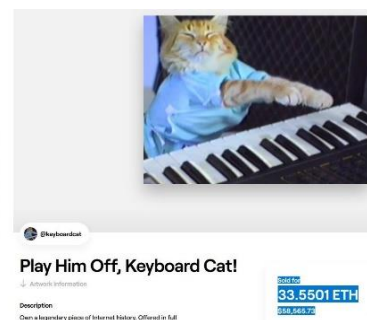 @keyboardcat
Play Him Off, Keyboard Cat!
↓ Artwork information
Description
Own a legendary piece of Internet history. Offered in full
Sold for
33.5501 ETH
$58,565.73